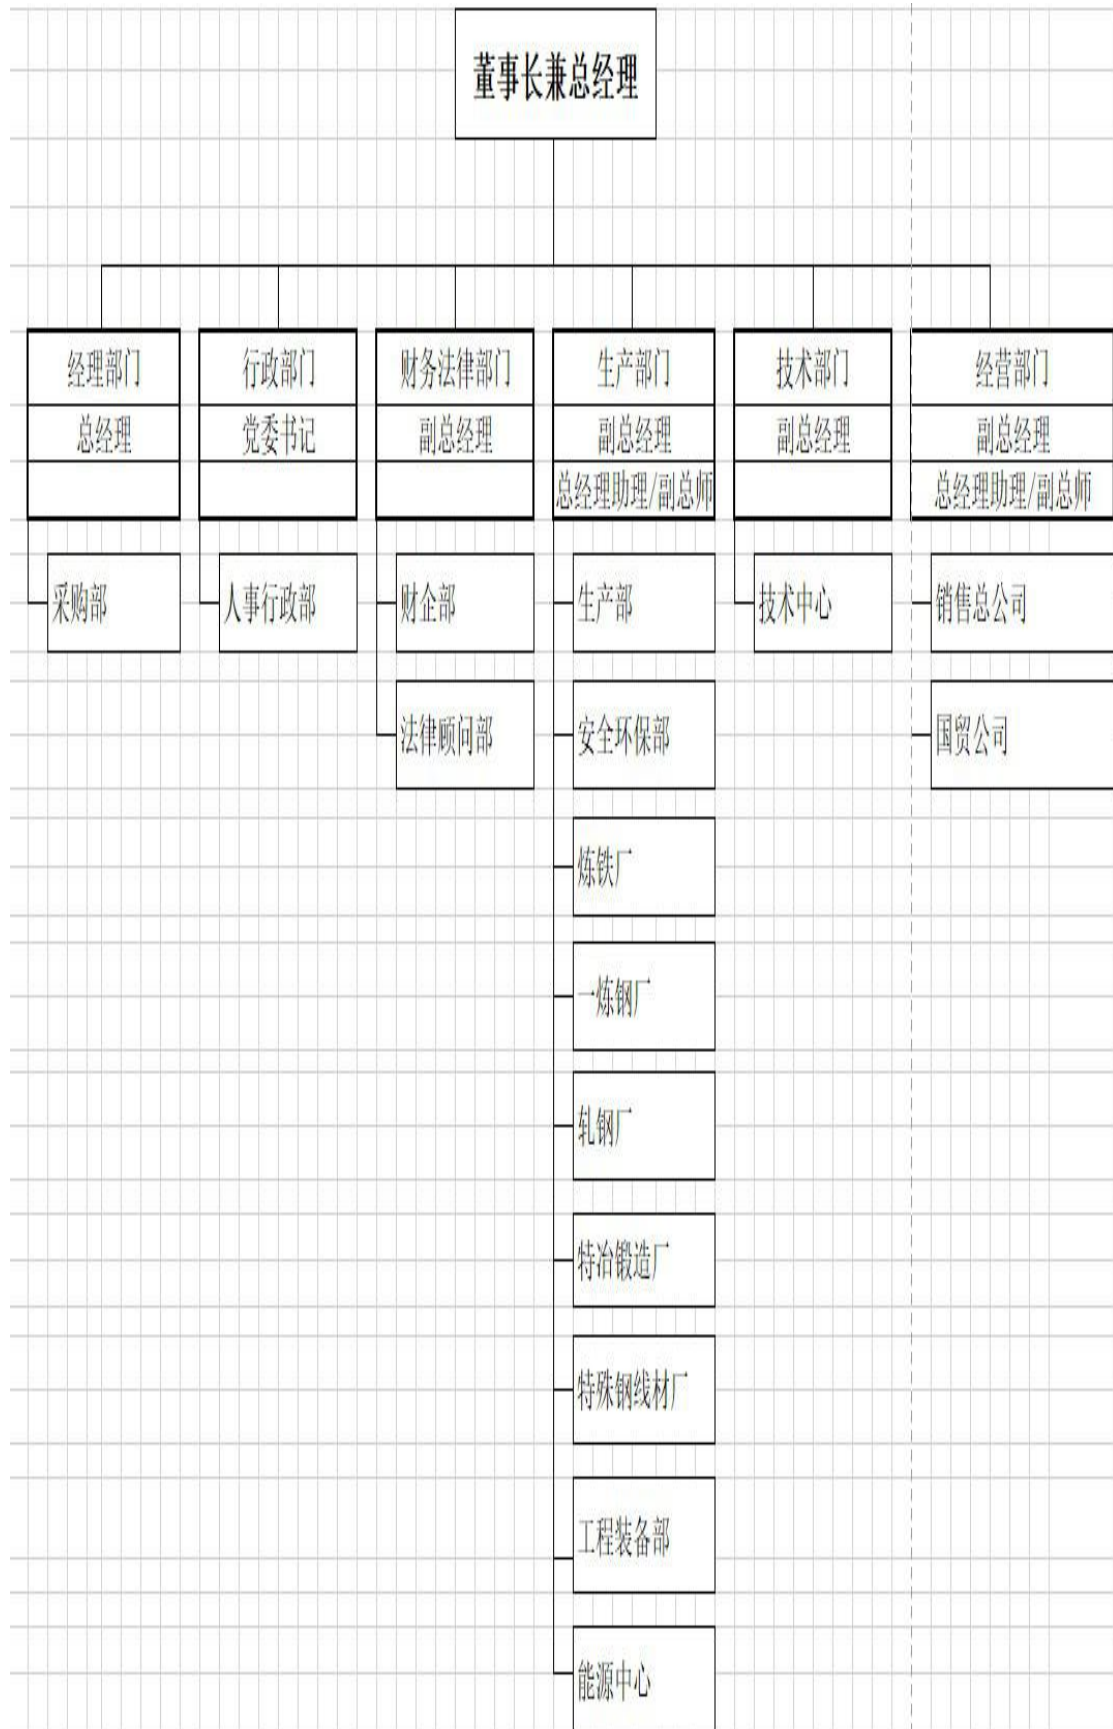 董事长兼总经理
经理部门
总经理
行政部门
党委书记
财务法律部门
副总经理
生产部门
副总经理
总经理助理/副总师
技术部门
副总经理
经营部门
副总经理
总经理助理/副总师
采购部
人事行政部
财企部
法律顾问部
生产部
安全环保部
炼铁厂
一炼钢厂
轧钢厂
特冶锻造厂
特殊钢线材厂
工程装备部
能源中心
技术中心
销售总公司
国贸公司